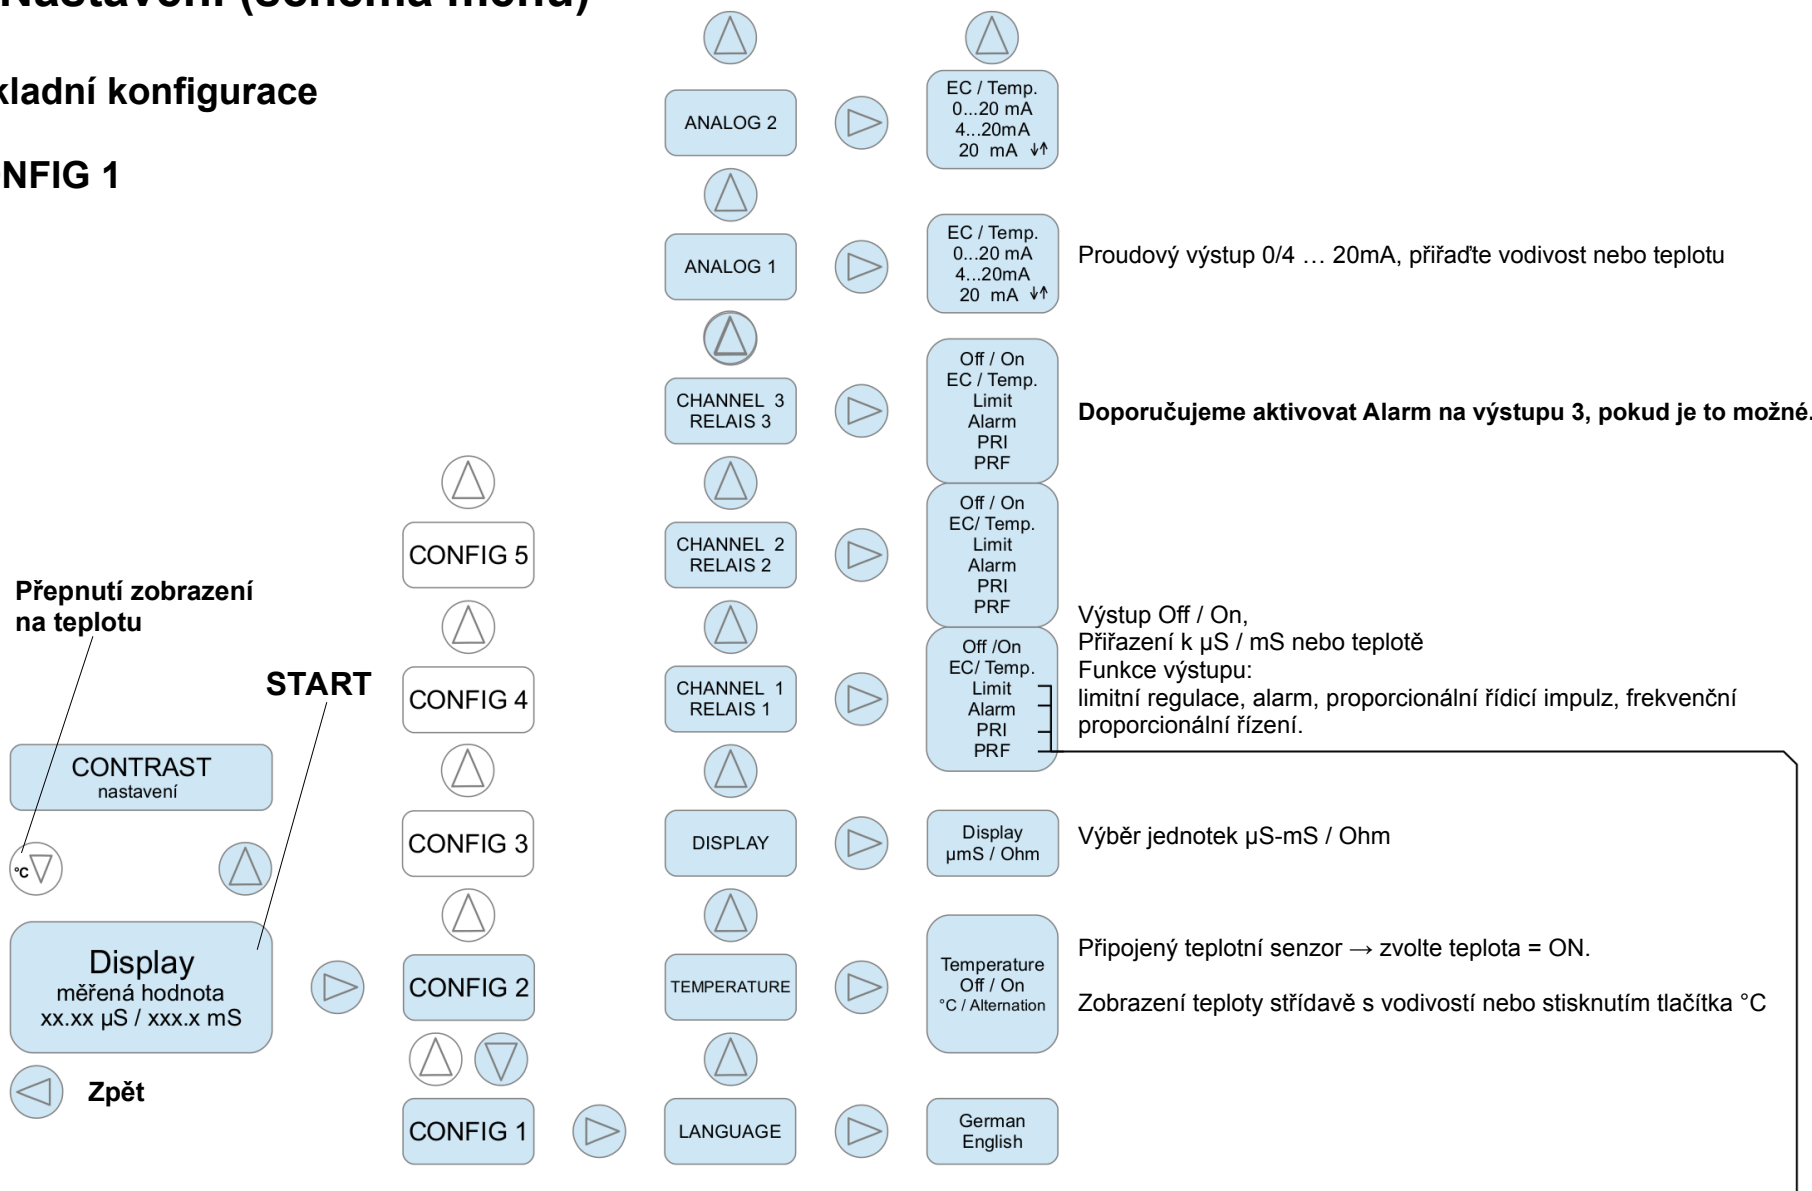 Nastavení (schéma menu)
kladní konfigurace
NFIG 1
ANALOG 2
EC / Temp.
0...20 mA
4...20mA
20 mA ↓↑
ANALOG 1
EC / Temp.
0...20 mA
4...20mA
20 mA ↓↑
Proudový výstup 0/4 … 20mA, přiřaďte vodivost nebo teplotu
CHANNEL 3
RELAIS 3
Off / On
EC / Temp.
Limit
Alarm
PRI
PRF
Doporučujeme aktivovat Alarm na výstupu 3, pokud je to možné.
CONFIG 5
CHANNEL 2
RELAIS 2
Off / On
EC/ Temp.
Limit
Alarm
PRI
PRF
Přepnutí zobrazení
na teplotu
START
CONFIG 4
CHANNEL 1
RELAIS 1
Off /On
EC/ Temp.
Limit
Alarm
PRI
PRF
Výstup Off / On,
Přiřazení k µS / mS nebo teplotě
Funkce výstupu:
limitní regulace, alarm, proporcionální řídicí impulz, frekvenční
proporcionální řízení.
CONTRAST
nastavení
°C
CONFIG 3
DISPLAY
Display
µmS / Ohm
Výběr jednotek µS-mS / Ohm
Display
měřená hodnota
xx.xx µS / xxx.x mS
CONFIG 2
TEMPERATURE
Temperature
Off / On
°C / Alternation
Připojený teplotní senzor → zvolte teplota = ON.
Zobrazení teploty střídavě s vodivostí nebo stisknutím tlačítka °C
Zpět
CONFIG 1
LANGUAGE
German
English